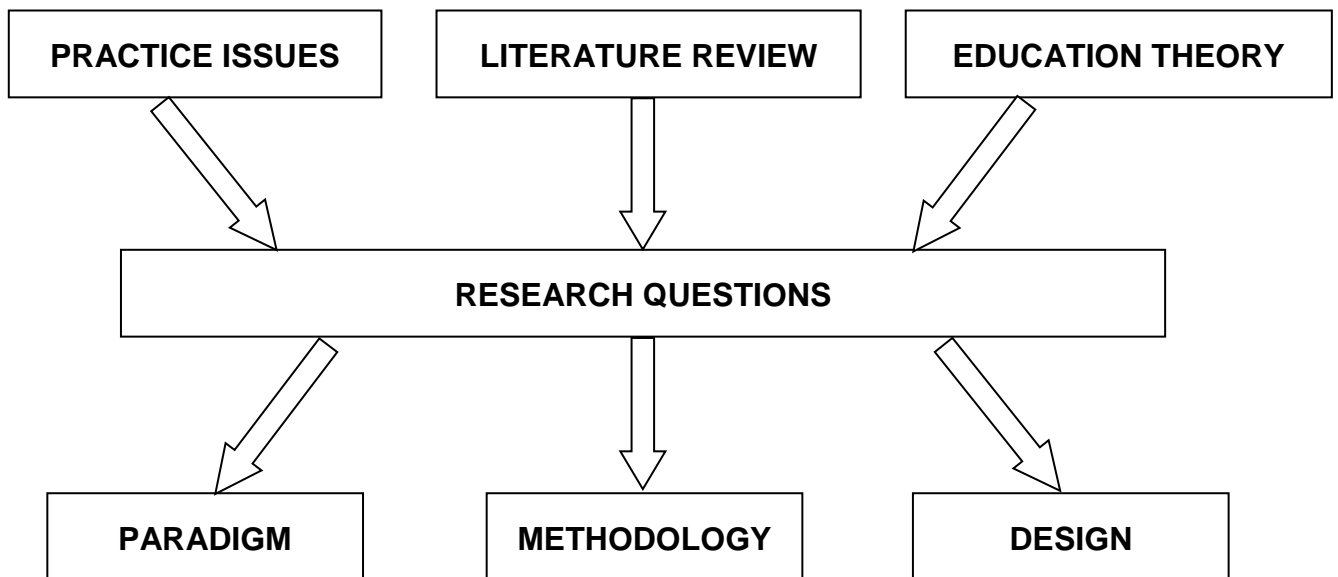 PRACTICE ISSUES
LITERATURE REVIEW
EDUCATION THEORY
RESEARCH QUESTIONS
PARADIGM
METHODOLOGY
DESIGN